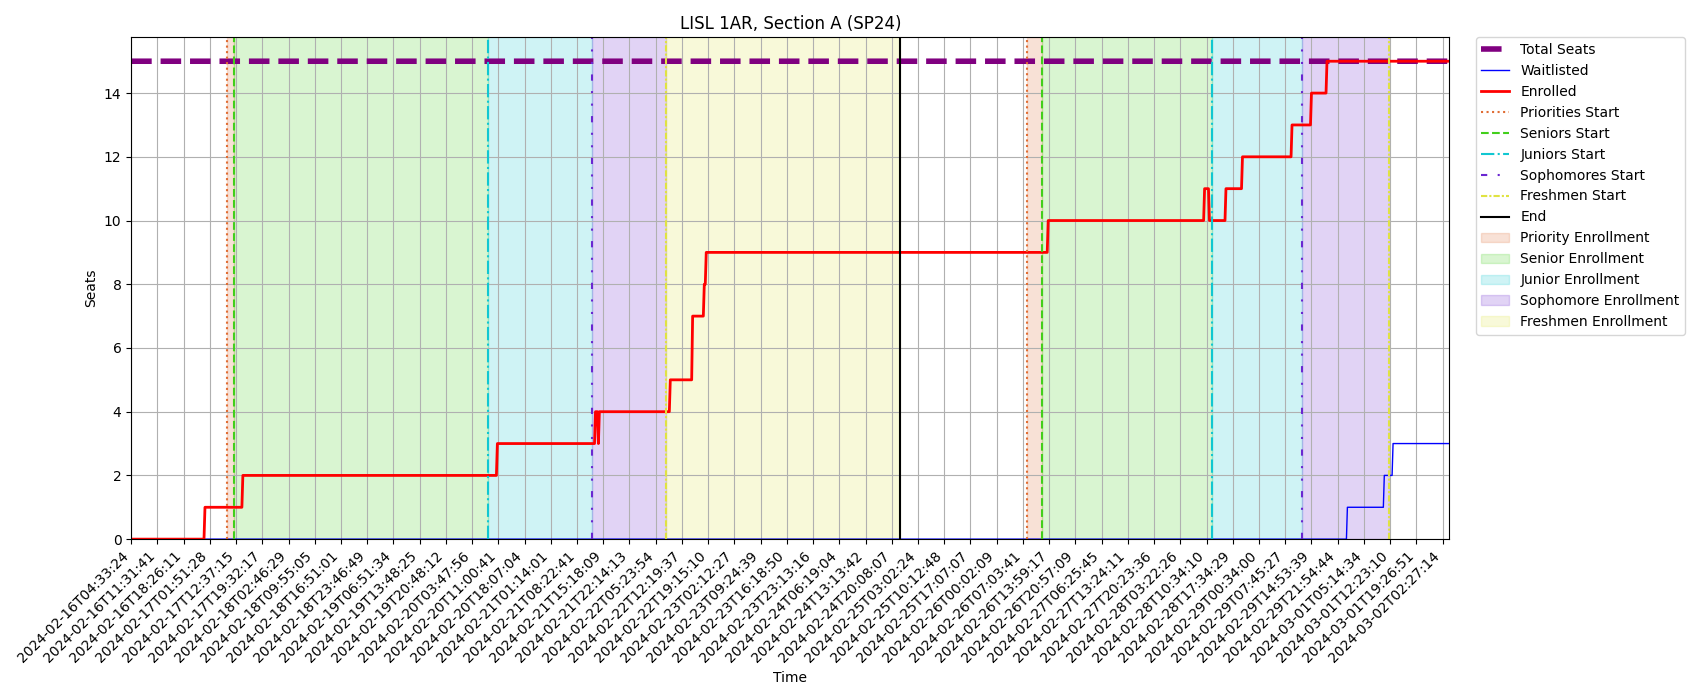 LISL 1AR, Section A (SP24)
Total Seats
Waitlisted
Enrolled
Priorities Start
Seniors Start
Juniors Start
Sophomores Start
Freshmen Start
End
Priority Enrollment
Senior Enrollment
Junior Enrollment
Sophomore Enrollment
Freshmen Enrollment
Seats
14
12
10
8
6
4
2
0
2024-02-16T04:33:24
2024-02-16T11:31:41
2024-02-16T18:26:11
2024-02-17T01:51:28
2024-02-17T12:37:15
2024-02-17T19:32:17
2024-02-18T02:46:29
2024-02-18T09:55:05
2024-02-18T16:51:01
2024-02-18T23:46:49
2024-02-19T06:51:34
2024-02-19T13:48:25
2024-02-19T20:48:12
2024-02-20T03:47:56
2024-02-20T11:00:41
2024-02-20T18:07:04
2024-02-21T01:14:01
2024-02-21T08:22:41
2024-02-21T15:18:09
2024-02-21T22:14:13
2024-02-22T05:23:54
2024-02-22T12:19:37
2024-02-22T19:15:10
2024-02-23T02:12:27
2024-02-23T09:24:39
2024-02-23T16:18:50
2024-02-23T23:13:16
2024-02-24T06:19:04
2024-02-24T13:13:42
2024-02-24T20:08:07
2024-02-25T03:02:24
2024-02-25T10:12:48
2024-02-25T17:07:07
2024-02-26T00:02:09
2024-02-26T07:03:41
2024-02-26T13:59:17
2024-02-26T20:57:09
2024-02-27T06:25:45
2024-02-27T13:24:11
2024-02-27T20:23:36
2024-02-28T03:22:26
2024-02-28T10:34:10
2024-02-28T17:34:29
2024-02-29T00:34:00
2024-02-29T07:45:27
2024-02-29T14:53:39
2024-02-29T21:54:44
2024-03-01T05:14:34
2024-03-01T12:23:10
2024-03-01T19:26:51
2024-03-02T02:27:14
Time